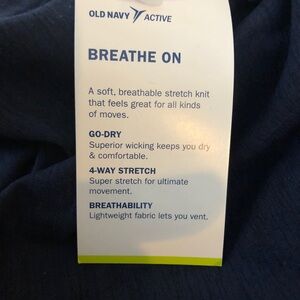 OLD NAVY ACTIVE
BREATHE ON
A soft, breathable stretch knit
that feels great for all kinds
of moves.
GO-DRY
Superior wicking keeps you dry
& comfortable.
4-WAY STRETCH
Super stretch for ultimate
movement.
BREATHABILITY
Lightweight fabric lets you vent.